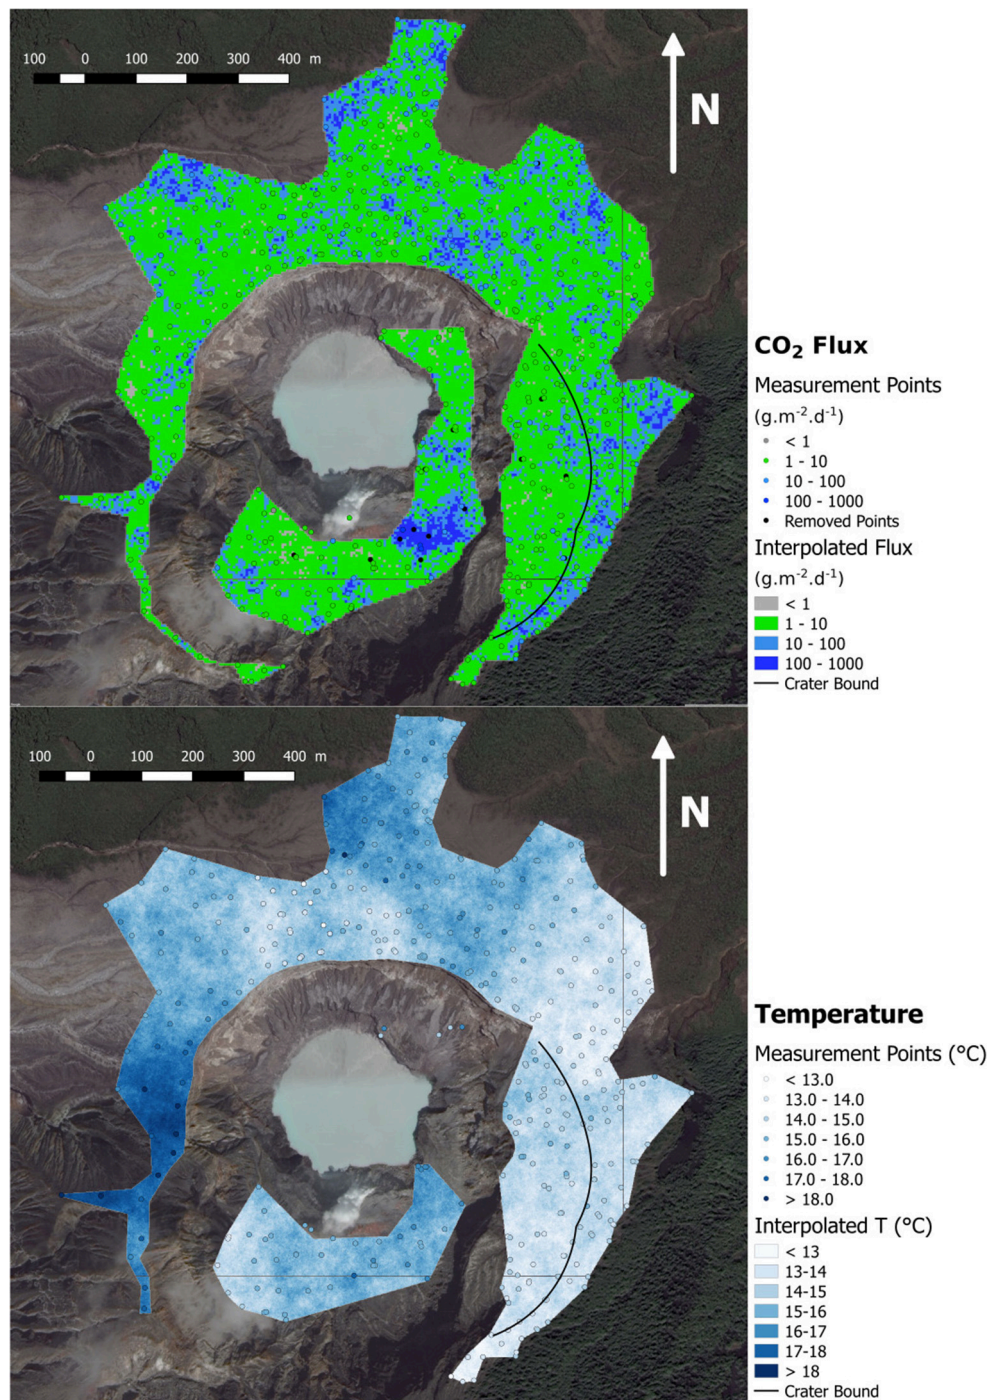 100 0 100 200 300 400 m
N
CO₂ Flux
Measurement Points
(g.m⁻².d⁻¹)
< 1
1 - 10
10 - 100
100 - 1000
Removed Points
Interpolated Flux
(g.m⁻².d⁻¹)
< 1
1 - 10
10 - 100
100 - 1000
Crater Bound
100 0 100 200 300 400 m
N
Temperature
Measurement Points (°C)
< 13.0
13.0 - 14.0
14.0 - 15.0
15.0 - 16.0
16.0 - 17.0
17.0 - 18.0
> 18.0
Interpolated T (°C)
< 13
13-14
14-15
15-16
16-17
17-18
> 18
Crater Bound